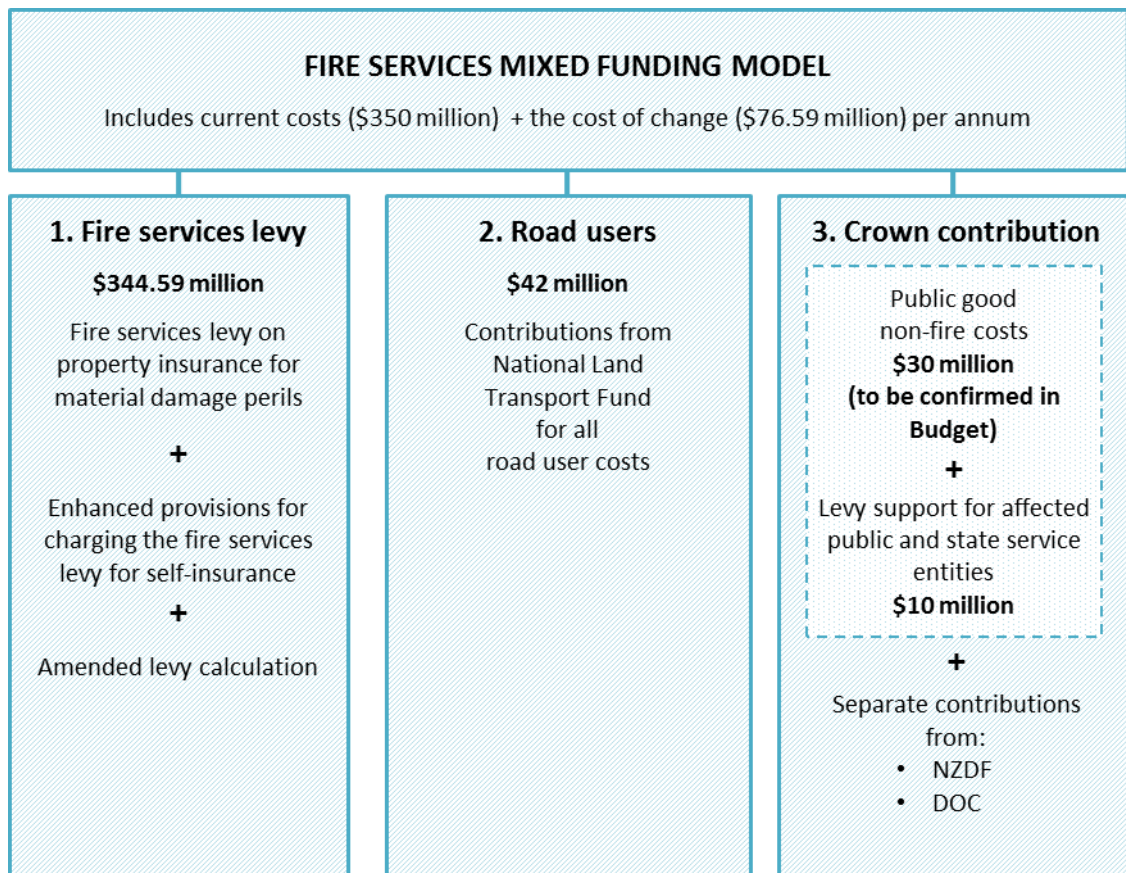 FIRE SERVICES MIXED FUNDING MODEL
Includes current costs ($350 million) + the cost of change ($76.59 million) per annum
1. Fire services levy
$344.59 million
Fire services levy on
property insurance for
material damage perils
+
Enhanced provisions for
charging the fire services
levy for self-insurance
+
Amended levy calculation
2. Road users
$42 million
Contributions from
National Land
Transport Fund
for all
road user costs
3. Crown contribution
Public good
non-fire costs
$30 million
(to be confirmed in
Budget)
+
Levy support for affected
public and state service
entities
$10 million
+
Separate contributions
from:
• NZDF
• DOC